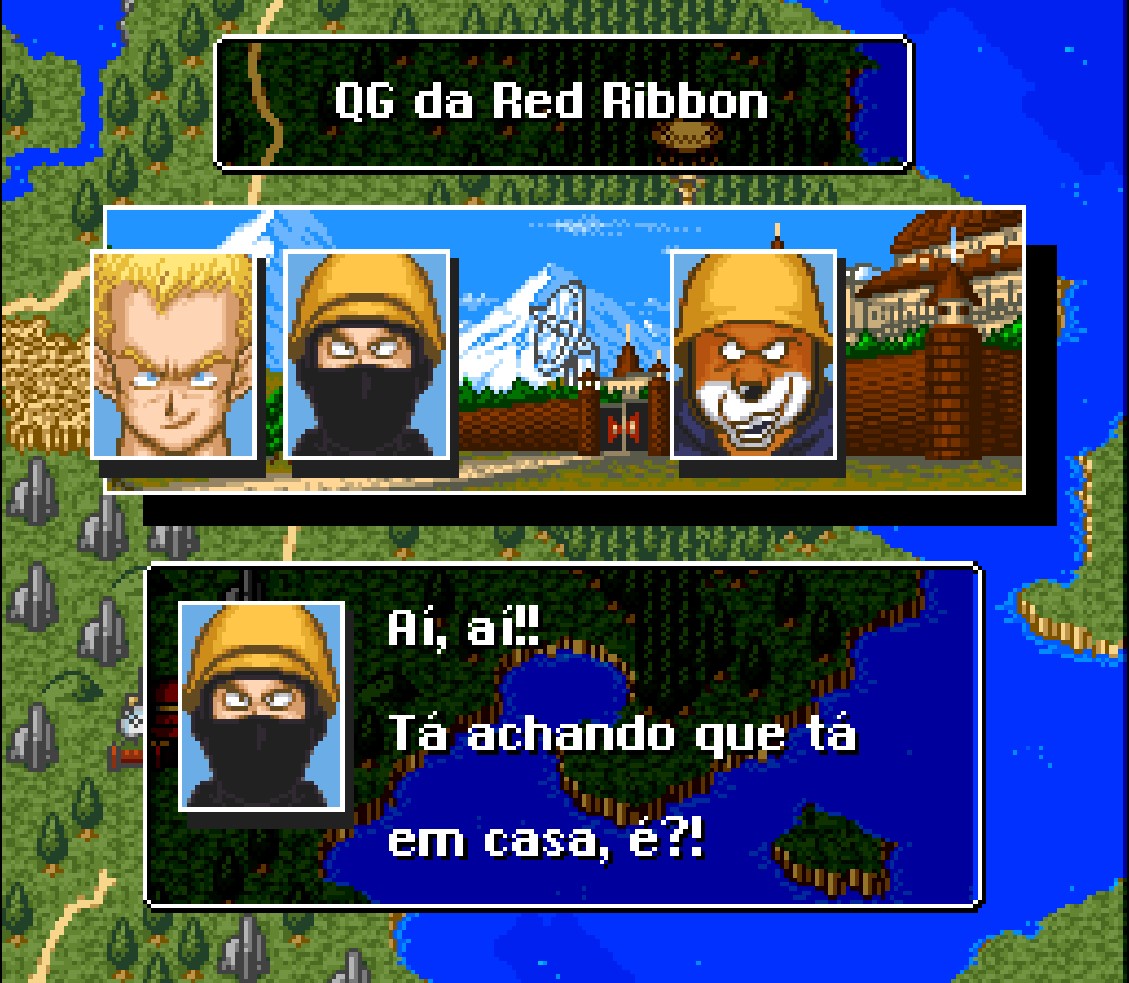 QG da Red Ribbon
Aí, aí!!
Tá achando que tá
em casa, é?!